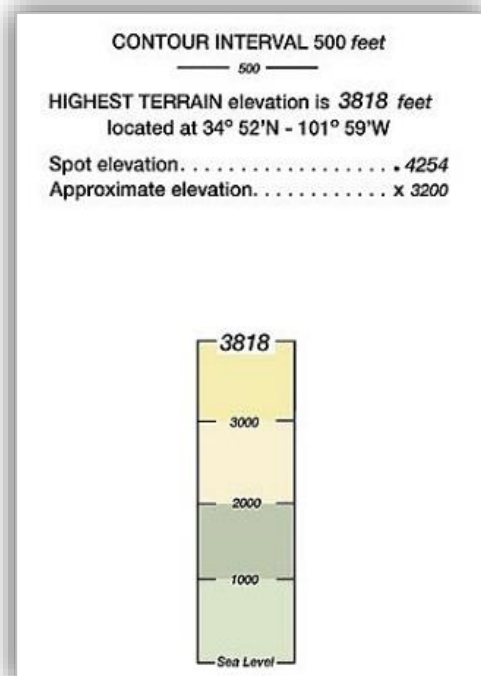 CONTOUR INTERVAL 500 feet
500
HIGHEST TERRAIN elevation is 3818 feet
located at 34° 52'N - 101° 59'W
Spot elevation. . . . . . . . . . . . . . . . . . . . 4254
Approximate elevation. . . . . . . . . . . . x 3200
3818
3000
2000
1000
Sea Level